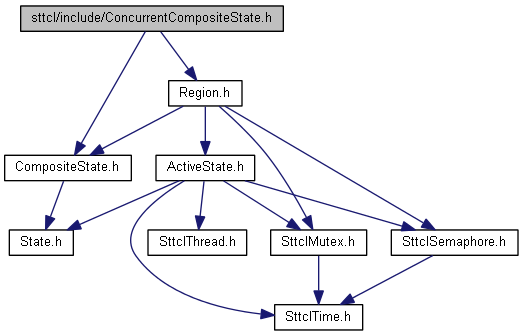 sttcl/include/ConcurrentCompositeState.h
Region.h
CompositeState.h
ActiveState.h
State.h
SttclThread.h
SttclMutex.h
SttclSemaphore.h
SttclTime.h